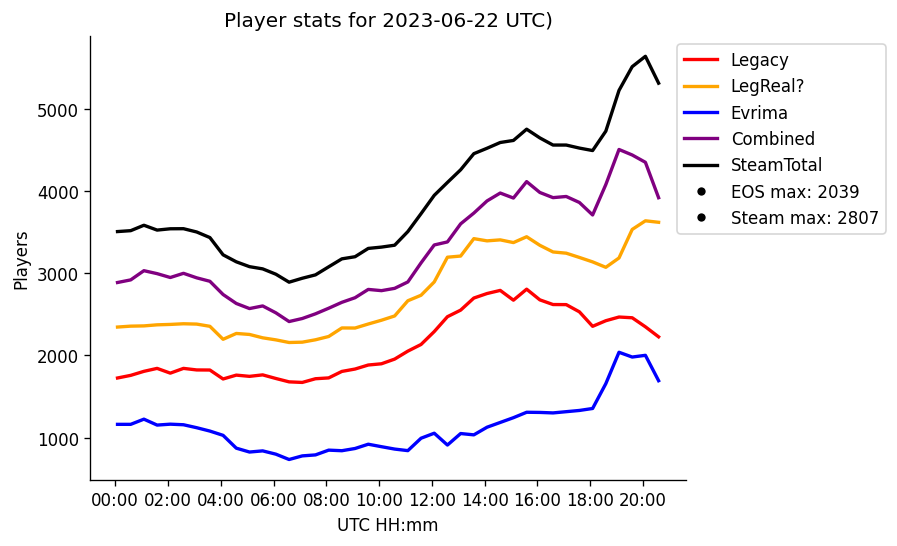 Player stats for 2023-06-22 UTC)
Legacy
LegReal?
Evrima
Combined
SteamTotal
EOS max: 2039
Steam max: 2807
Players
5000
4000
3000
2000
1000
00:00 02:00 04:00 06:00 08:00 10:00 12:00 14:00 16:00 18:00 20:00
UTC HH:mm